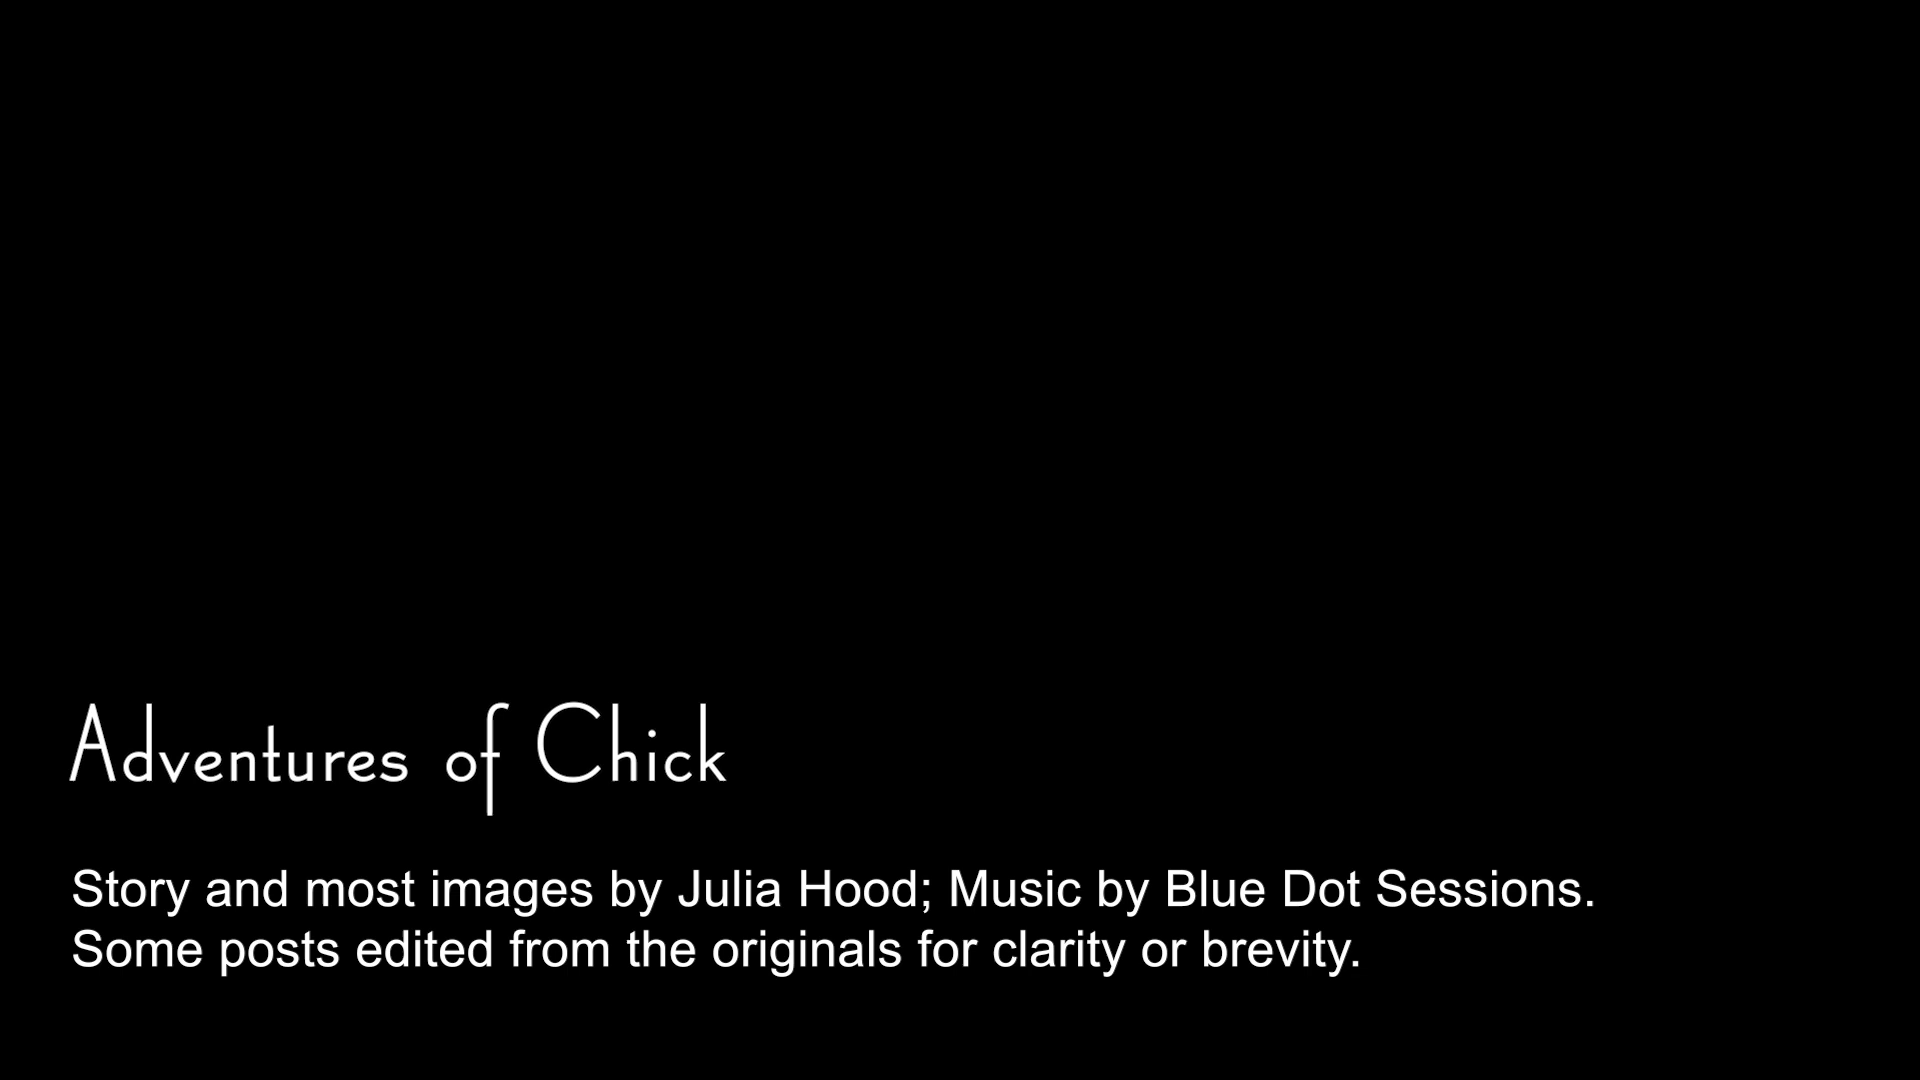 Adventures of Chick
Story and most images by Julia Hood; Music by Blue Dot Sessions.
Some posts edited from the originals for clarity or brevity.